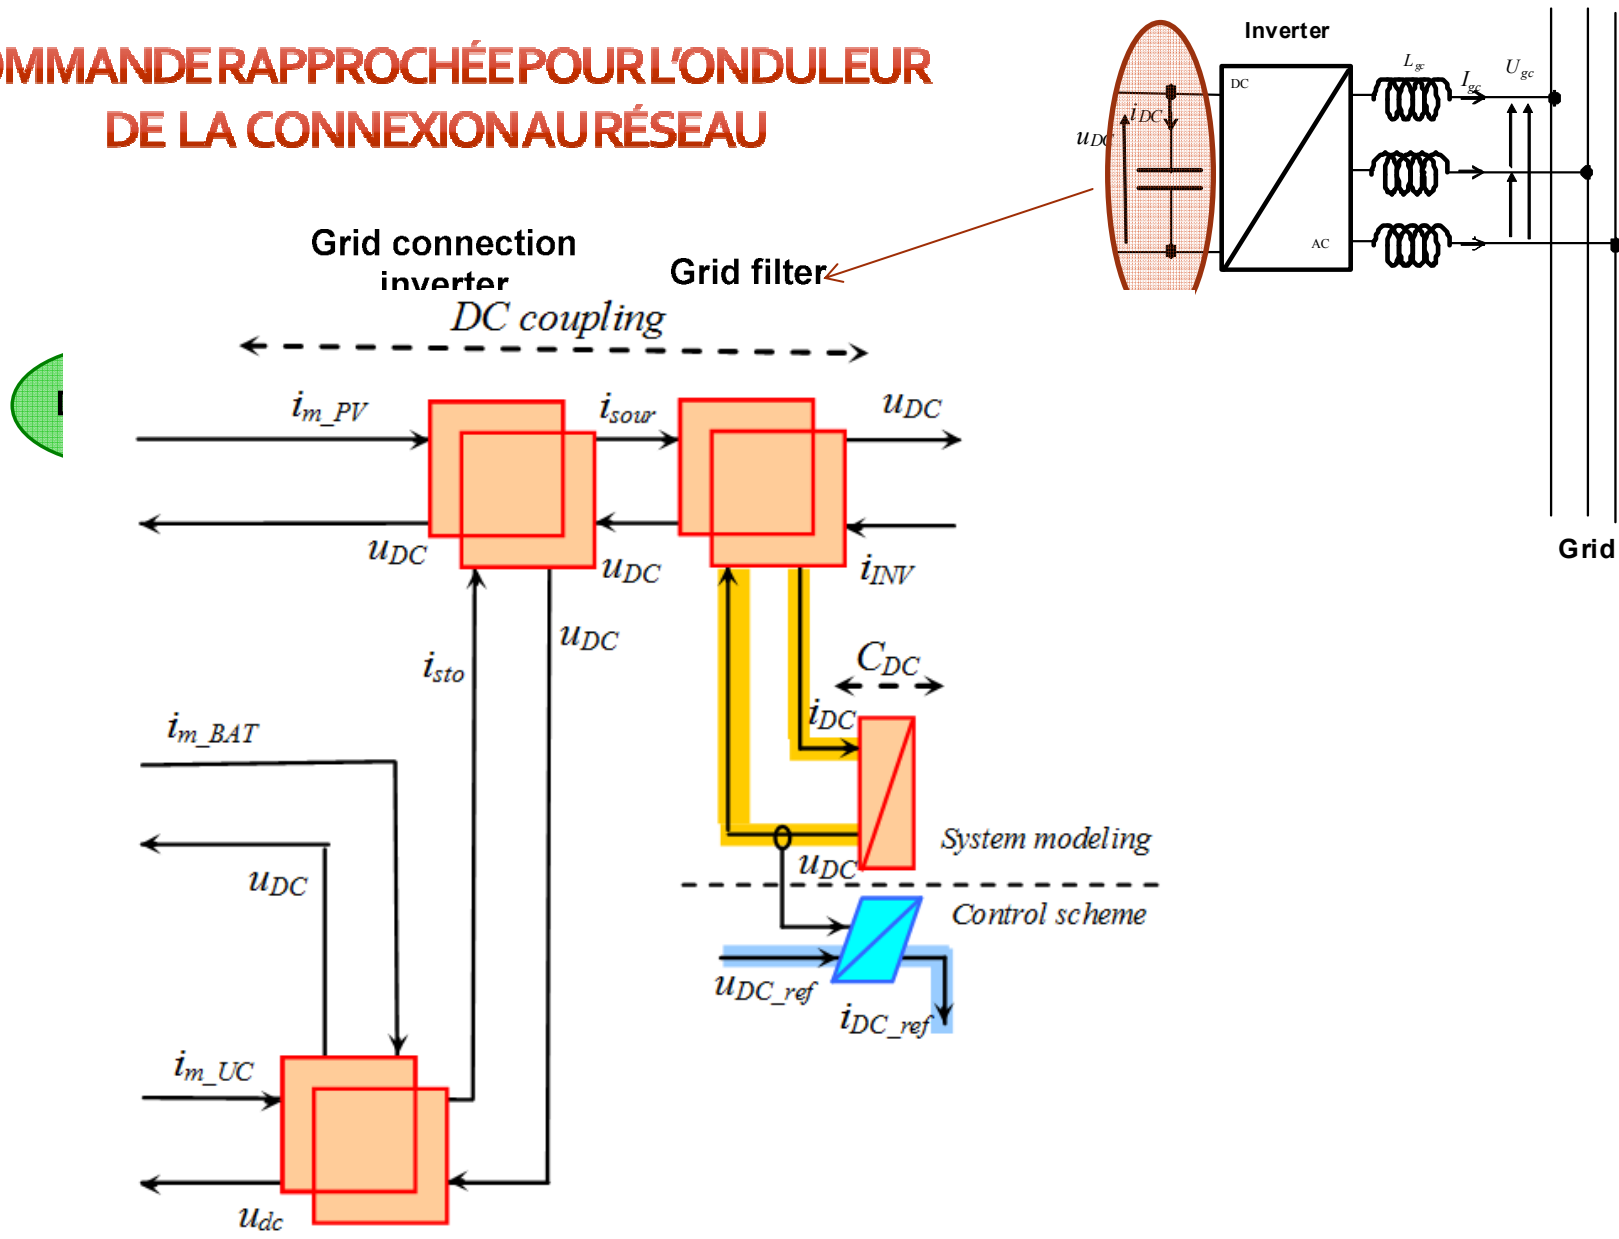 OMMANDE RAPPROCHÉE POUR L'ONDULEUR
DE LA CONNEXION AU RÉSEAU
Inverter
DC
AC
L_gc
I_gc
U_gc
i_DC
u_DC
Grid
Grid connection
inverter
Grid filter
DC coupling
i_m_PV
i_sour
u_DC
u_DC
u_DC
i_INV
u_DC
i_sto
C_DC
i_DC
i_m_BAT
System modeling
u_DC
u_DC
Control scheme
u_DC_ref
i_DC_ref
i_m_UC
u_dc